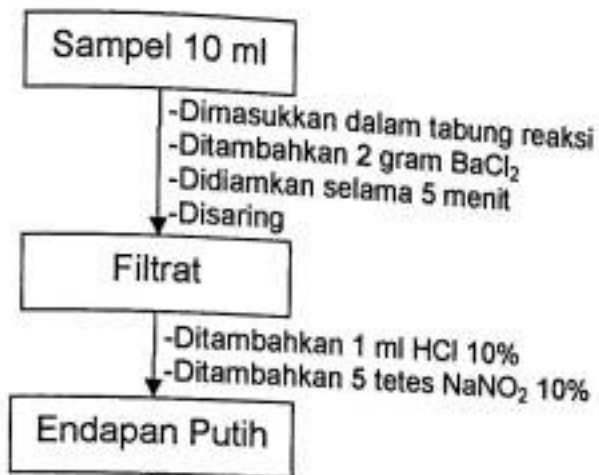 Sampel 10 ml
-Dimasukkan dalam tabung reaksi
-Ditambahkan 2 gram BaCl₂
-Didiamkan selama 5 menit
-Disaring
Filtrat
-Ditambahkan 1 ml HCl 10%
-Ditambahkan 5 tetes NaNO₂ 10%
Endapan Putih